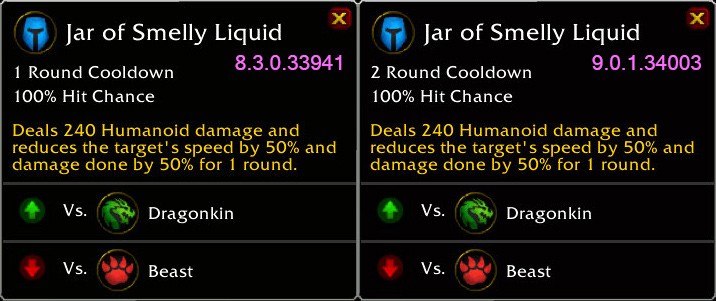 Jar of Smelly Liquid
1 Round Cooldown
8.3.0.33941
100% Hit Chance
Deals 240 Humanoid damage and
reduces the target's speed by 50% and
damage done by 50% for 1 round.
Vs. Dragonkin
Vs. Beast
Jar of Smelly Liquid
2 Round Cooldown
9.0.1.34003
100% Hit Chance
Deals 240 Humanoid damage and
reduces the target's speed by 50% and
damage done by 50% for 1 round.
Vs. Dragonkin
Vs. Beast